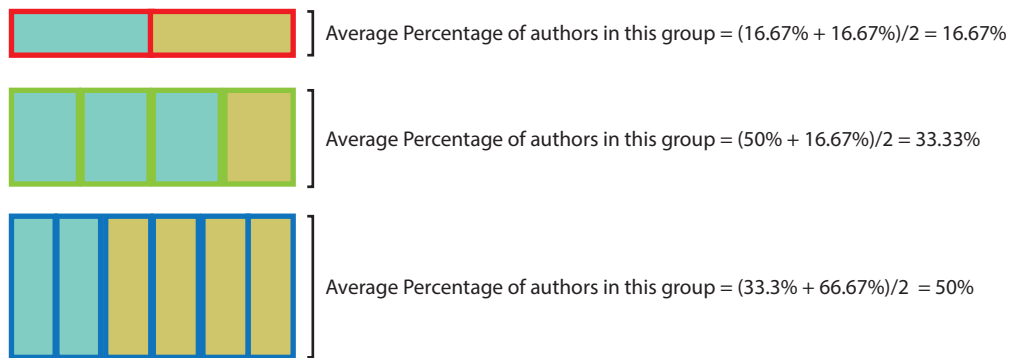 Average Percentage of authors in this group = (16.67% + 16.67%)/2 = 16.67%
Average Percentage of authors in this group = (50% + 16.67%)/2 = 33.33%
Average Percentage of authors in this group = (33.3% + 66.67%)/2 = 50%